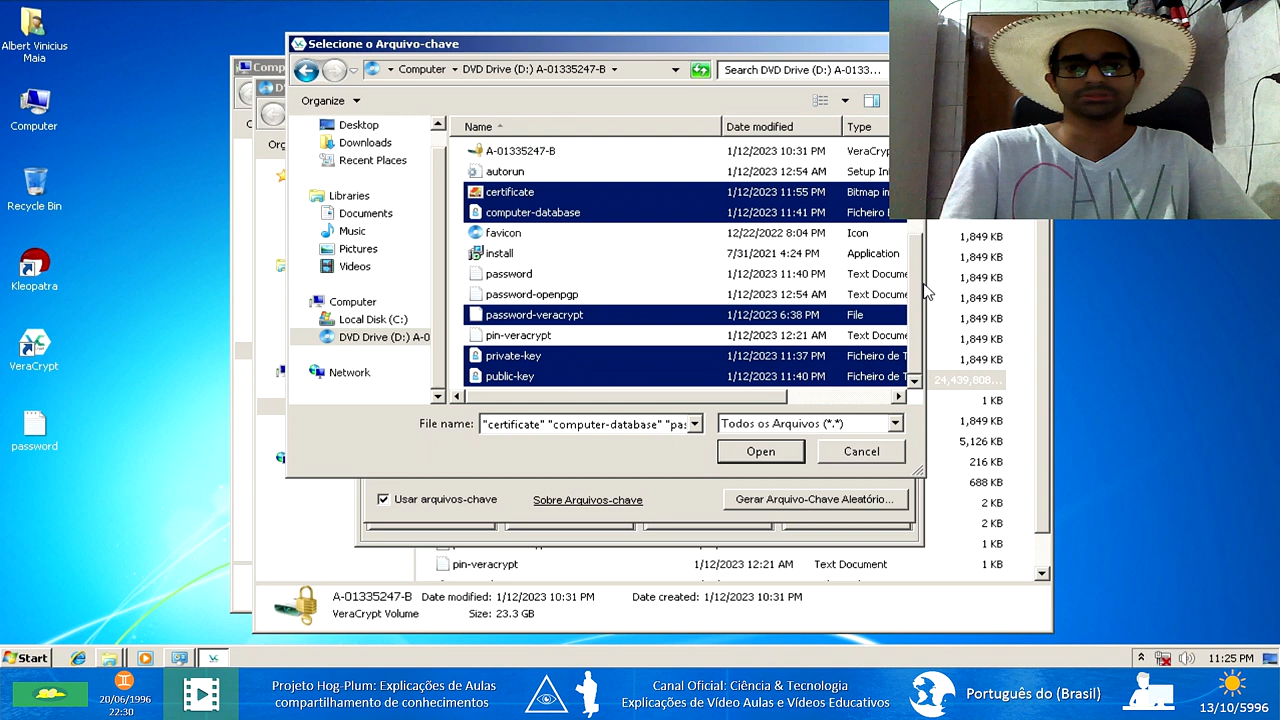 Albert Vinicius
Maia
Computer
Recycle Bin
Kleopatra
VeraCrypt
password
Comp
Selecione o Arquivo-chave
Computer DVD Drive (D:) A-01335247-B
Search DVD Drive (D:) A-0133...
Organize
Desktop
Downloads
Recent Places
Libraries
Documents
Music
Pictures
Videos
Computer
Local Disk (C:)
DVD Drive (D:) A-0
Network
Name Date modified Type
A-01335247-B 1/12/2023 10:31 PM VeraCry
autorun 1/12/2023 12:54 AM Setup In
certificate 1/12/2023 11:55 PM Bitmap in
computer-database 1/12/2023 11:41 PM Ficheiro
favicon 12/22/2022 8:04 PM Icon
install 7/31/2021 4:24 PM Application
password 1/12/2023 11:40 PM Text Docume
password-openpgp 1/12/2023 12:54 AM Text Docume
password-veracrypt 1/12/2023 6:38 PM File
pin-veracrypt 1/12/2023 12:21 AM Text Docume
private-key 1/12/2023 11:37 PM Ficheiro de T
public-key 1/12/2023 11:40 PM Ficheiro de T
File name: "certificate" "computer-database" "pa:
Todos os Arquivos (*.*)
Open Cancel
1,849 KB
1,849 KB
1,849 KB
1,849 KB
1,849 KB
1,849 KB
1,849 KB
24,439,808...
1 KB
1,849 KB
5,126 KB
216 KB
688 KB
2 KB
2 KB
1 KB
Usar arquivos-chave Sobre Arquivos-chave Gerar Arquivo-Chave Aleatório...
pin-veracrypt 1/12/2023 12:21 AM Text Document 1 KB
A-01335247-B Date modified: 1/12/2023 10:31 PM Date created: 1/12/2023 10:31 PM
VeraCrypt Volume Size: 23.3 GB
Start
11:25 PM
20/06/1996
22:30
Projeto Hog-Plum: Explicações de Aulas
compartilhamento de conhecimentos
Canal Oficial: Ciência & Tecnologia
Explicações de Vídeo Aulas e Vídeos Educativos
Português do (Brasil)
13/10/5996